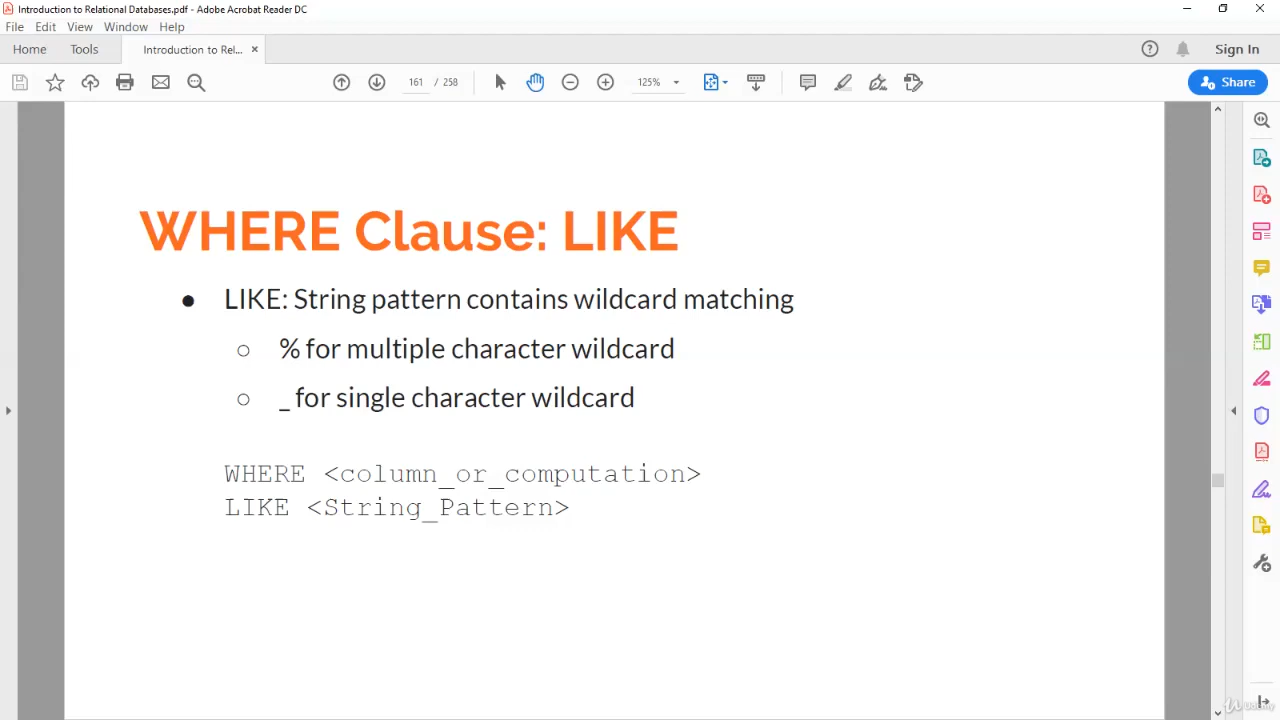 Introduction to Relational Databases.pdf - Adobe Acrobat Reader DC
File Edit View Window Help
Home Tools Introduction to Rel... × Sign In
161 / 258 125% Share
WHERE Clause: LIKE
● LIKE: String pattern contains wildcard matching
○ % for multiple character wildcard
○ _ for single character wildcard
WHERE <column_or_computation>
LIKE <String_Pattern>
Udemy